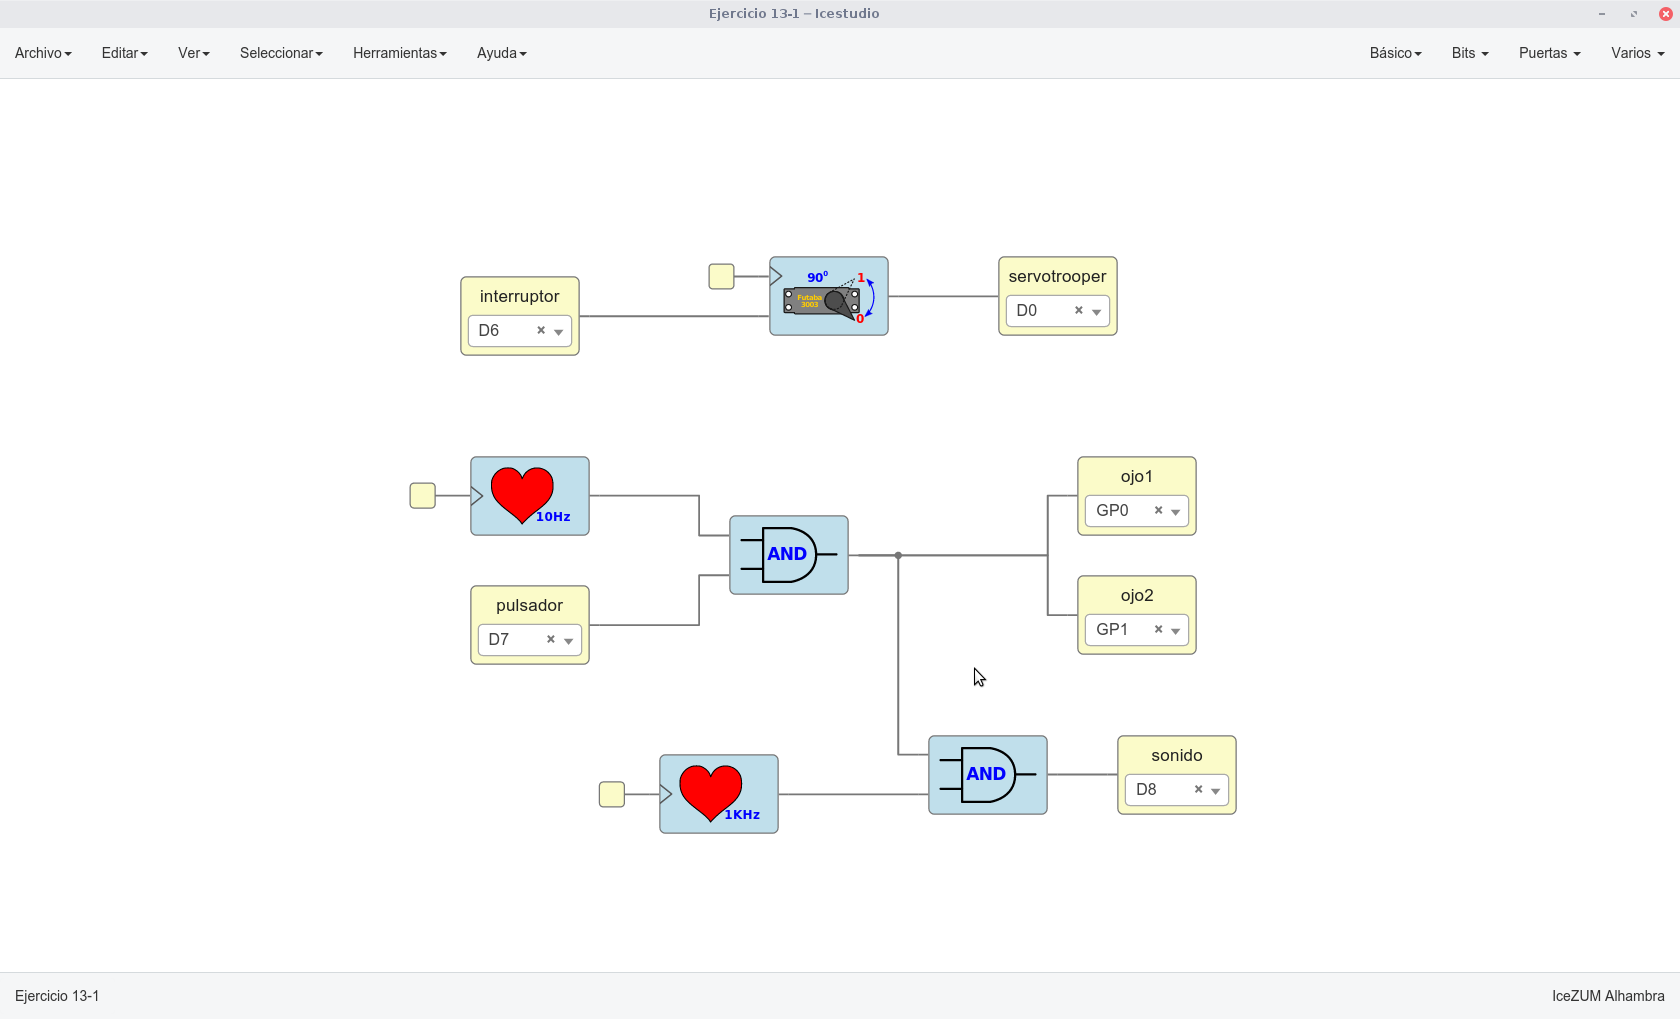 Ejercicio 13-1 – Icestudio
Archivo Editar Ver Seleccionar Herramientas Ayuda Básico Bits Puertas Varios
interruptor
D6
90º
1
Futaba
3003
0
servotrooper
D0
10Hz
pulsador
D7
AND
ojo1
GP0
ojo2
GP1
1KHz
AND
sonido
D8
Ejercicio 13-1
IceZUM Alhambra